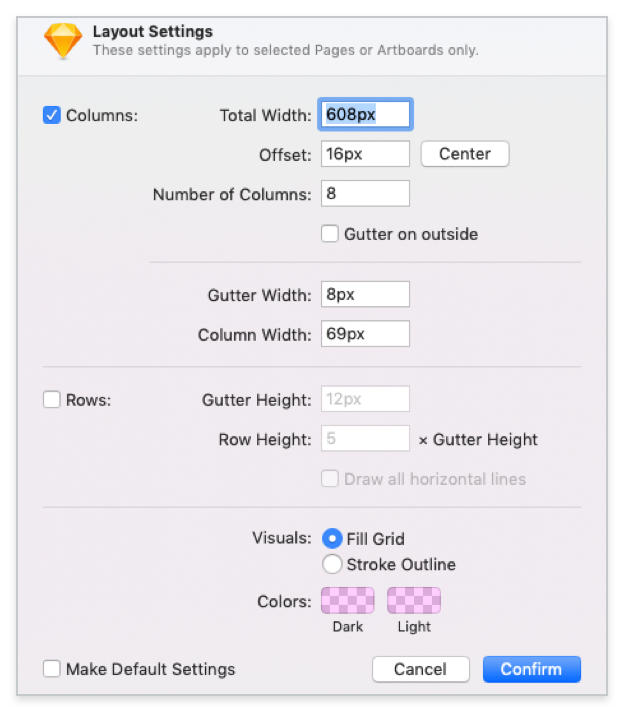 Layout Settings
These settings apply to selected Pages or Artboards only.
Columns: Total Width: 608px
Offset: 16px Center
Number of Columns: 8
Gutter on outside
Gutter Width: 8px
Column Width: 69px
Rows: Gutter Height: 12px
Row Height: 5 × Gutter Height
Draw all horizontal lines
Visuals: Fill Grid
Stroke Outline
Colors:
Dark Light
Make Default Settings Cancel Confirm